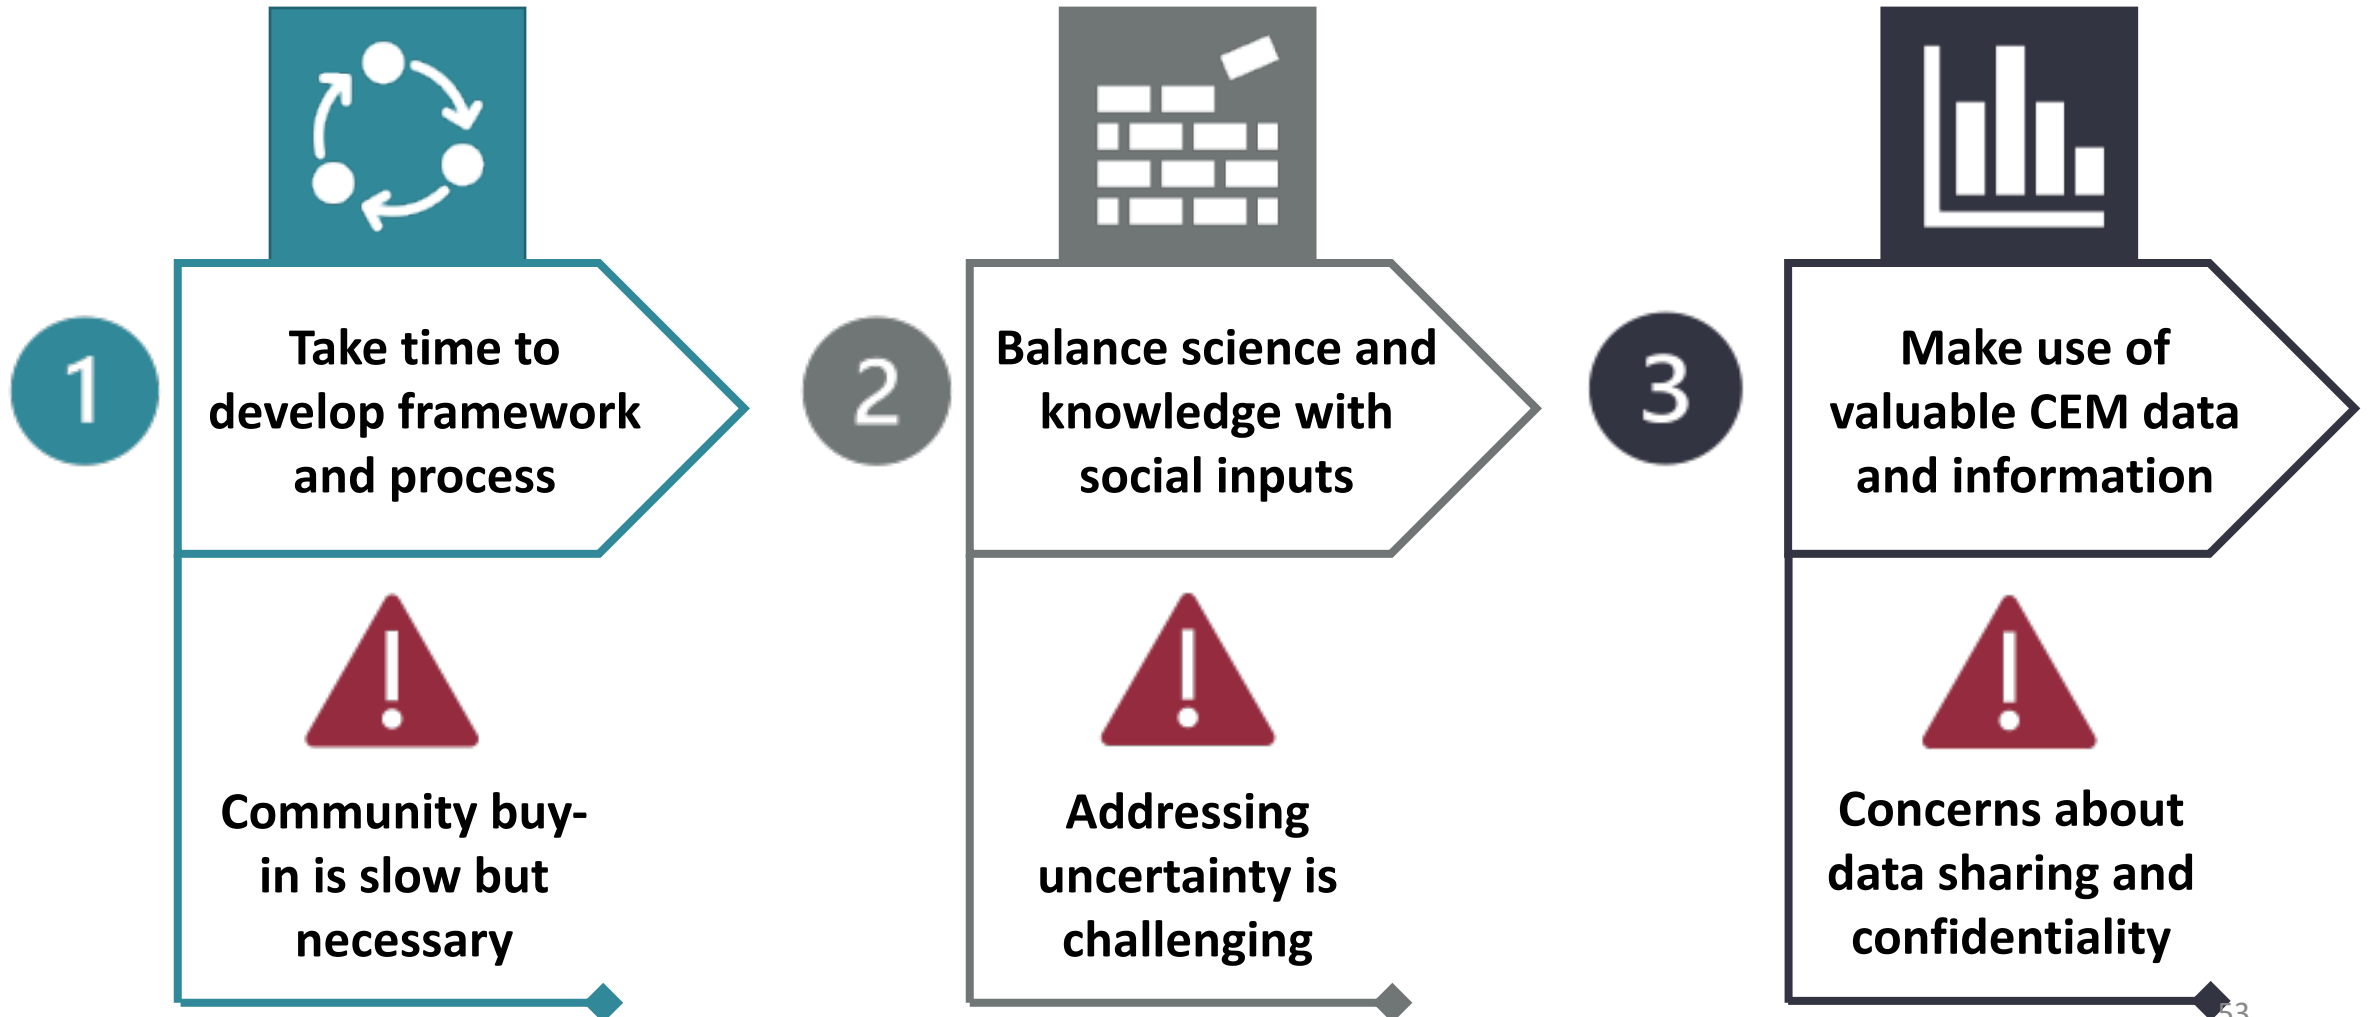 1
Take time to
develop framework
and process
Community buy-
in is slow but
necessary
2
Balance science and
knowledge with
social inputs
Addressing
uncertainty is
challenging
3
Make use of
valuable CEM data
and information
Concerns about
data sharing and
confidentiality
53